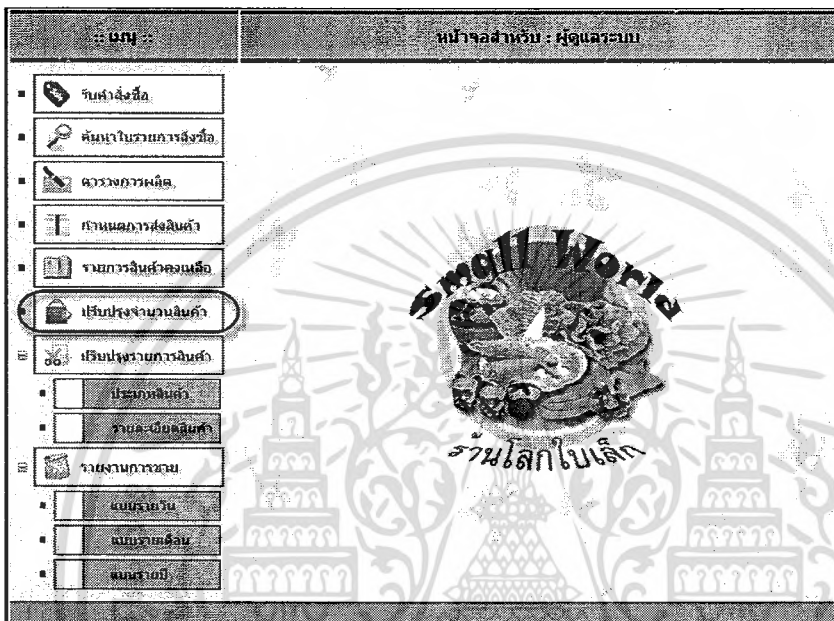 :: เมนู ::
หน้าจอสำหรับ : ผู้ดูแลระบบ
รับคำสั่งซื้อ
ค้นหาใบรายการสั่งซื้อ
ตารางการผลิต
กำหนดการส่งสินค้า
รายการสินค้าคงเหลือ
ปรับปรุงจำนวนสินค้า
ปรับปรุงรายการสินค้า
ประเภทสินค้า
รายละเอียดสินค้า
รายงานการขาย
แบบรายวัน
แบบรายเดือน
แบบรายปี
Small World
ร้านโลกใบเล็ก